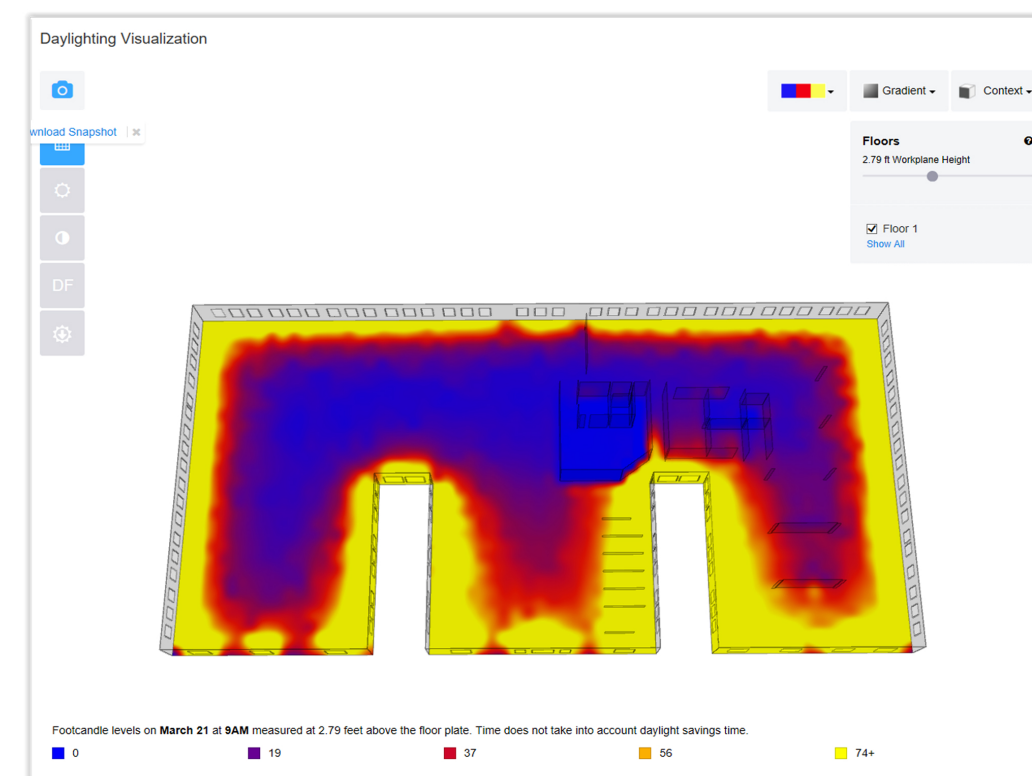 Daylighting Visualization
Gradient
Context
wnload Snapshot
Floors
2.79 ft Workplane Height
Floor 1
Show All
DF
Footcandle levels on March 21 at 9AM measured at 2.79 feet above the floor plate. Time does not take into account daylight savings time.
0 19 37 56 74+